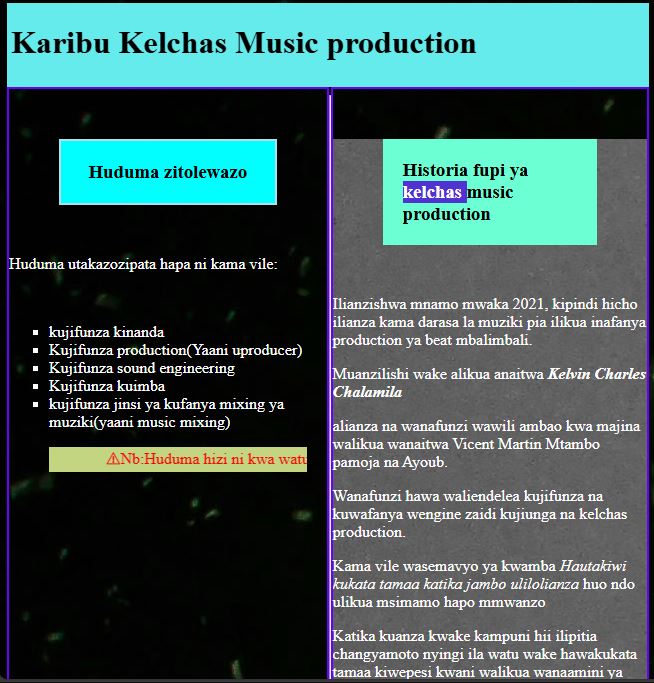 Karibu Kelchas Music production
Huduma zitolewazo
Huduma utakazozipata hapa ni kama vile:
kujifunza kinanda
Kujifunza production(Yaani uproducer)
Kujifunza sound engineering
Kujifunza kuimba
kujifunza jinsi ya kufanya mixing ya
muziki(yaani music mixing)
⚠Nb:Huduma hizi ni kwa watu
Historia fupi ya
kelchas music
production
Ilianzishwa mnamo mwaka 2021, kipindi hicho
ilianza kama darasa la muziki pia ilikua inafanya
production ya beat mbalimbali.
Muanzilishi wake alikua anaitwa Kelvin Charles
Chalamila
alianza na wanafunzi wawili ambao kwa majina
walikua wanaitwa Vicent Martin Mtambo
pamoja na Ayoub.
Wanafunzi hawa waliendelea kujifunza na
kuwafanya wengine zaidi kujiunga na kelchas
production.
Kama vile wasemavyo ya kwamba Hautakiwi
kukata tamaa katika jambo ulilolianza huo ndo
ulikua msimamo hapo mmwanzo
Katika kuanza kwake kampuni hii ilipitia
changyamoto nyingi ila watu wake hawakukata
tamaa kiwepesi kwani walikua wanaamini ya